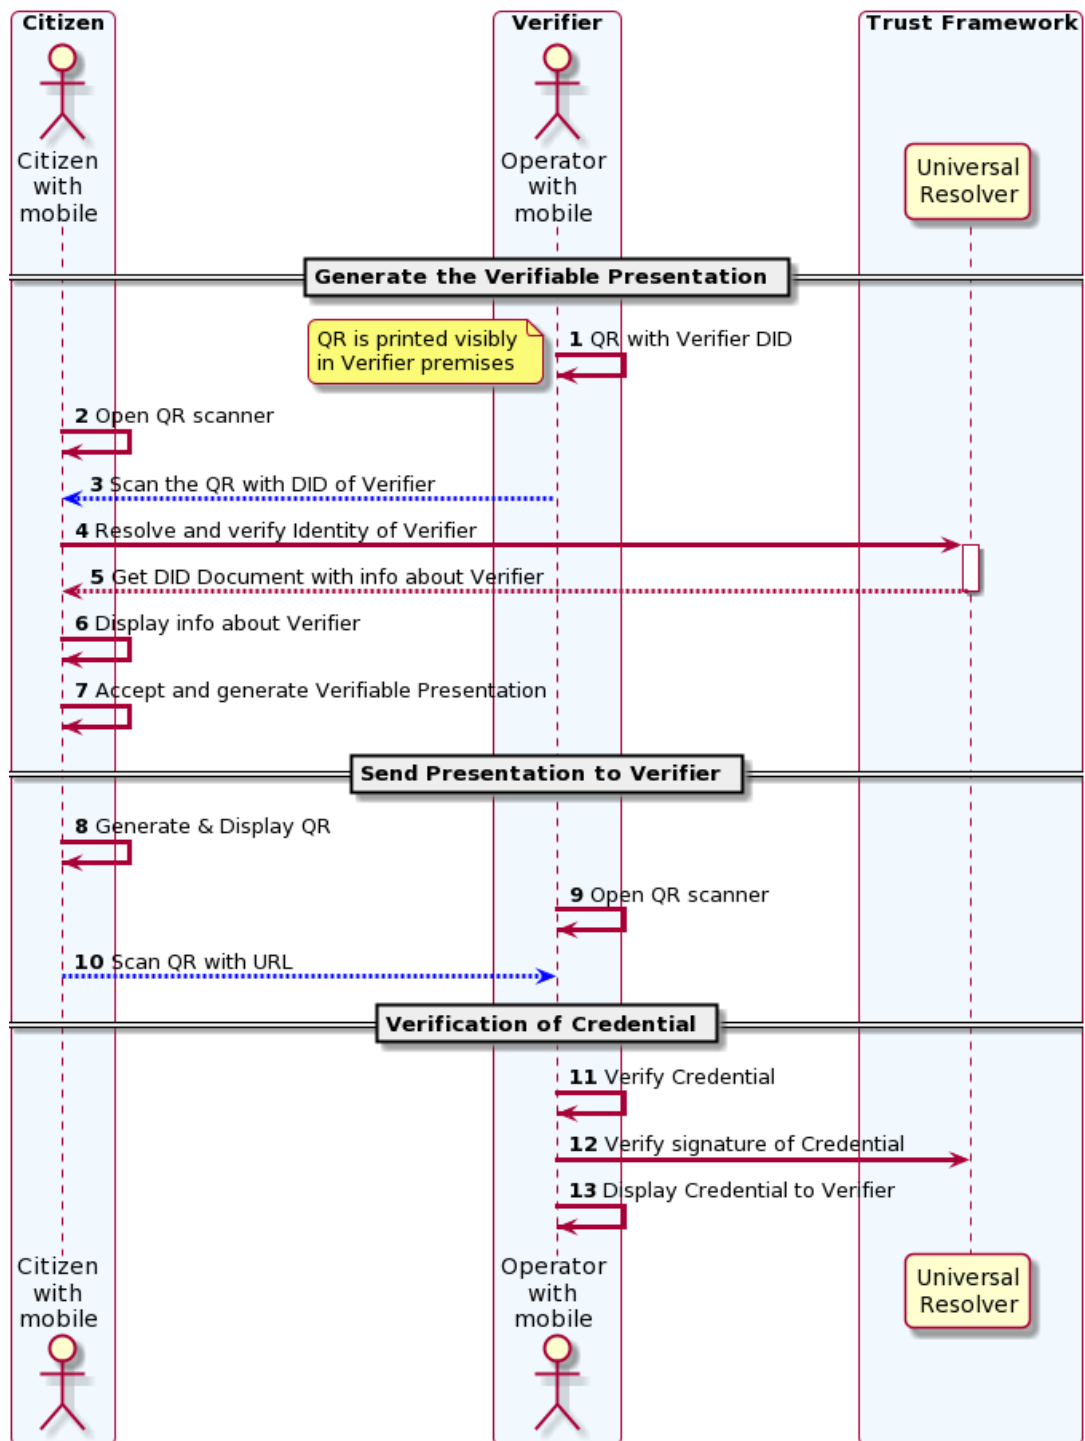 Citizen
Verifier
Trust Framework
Citizen
with
mobile
Operator
with
mobile
Universal
Resolver
Generate the Verifiable Presentation
QR is printed visibly
in Verifier premises
1 QR with Verifier DID
2 Open QR scanner
3 Scan the QR with DID of Verifier
4 Resolve and verify Identity of Verifier
5 Get DID Document with info about Verifier
6 Display info about Verifier
7 Accept and generate Verifiable Presentation
Send Presentation to Verifier
8 Generate & Display QR
9 Open QR scanner
10 Scan QR with URL
Verification of Credential
11 Verify Credential
12 Verify signature of Credential
13 Display Credential to Verifier
Citizen
with
mobile
Operator
with
mobile
Universal
Resolver